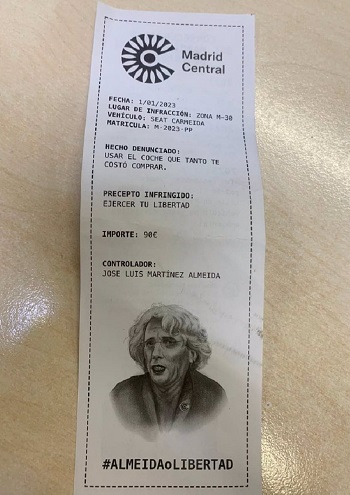 Madrid
Central
FECHA: 1/01/2023
LUGAR DE INFRACCIÓN: ZONA M-30
VEHÍCULO: SEAT CARMEIDA
MATRICULA: M-2023-PP
HECHO DENUNCIADO:
USAR EL COCHE QUE TANTO TE
COSTÓ COMPRAR.
PRECEPTO INFRINGIDO:
EJERCER TU LIBERTAD
IMPORTE: 90€
CONTROLADOR:
JOSE LUIS MARTÍNEZ ALMEIDA
#ALMEIDAoLIBERTAD